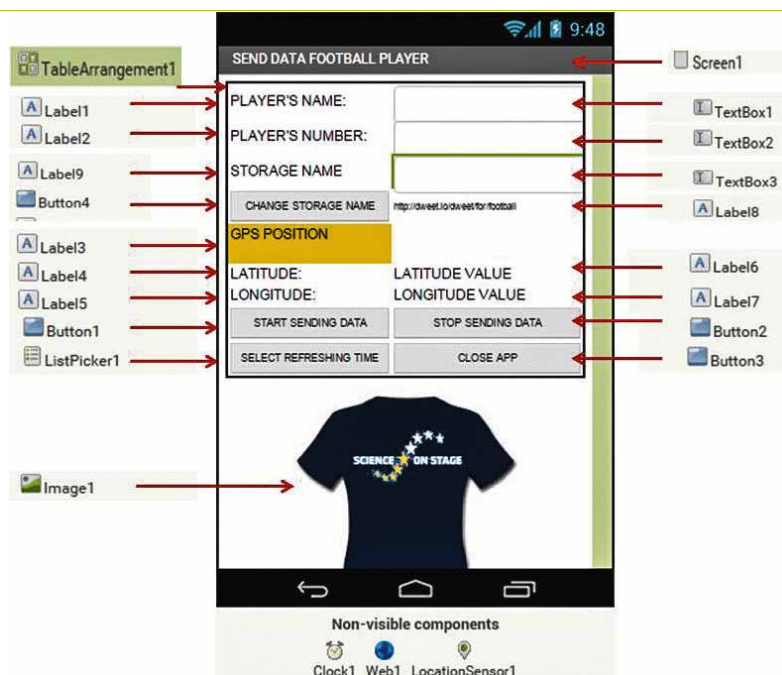 9:48
SEND DATA FOOTBALL PLAYER
TableArrangement1
Screen1
Label1
PLAYER'S NAME:
TextBox1
Label2
PLAYER'S NUMBER:
TextBox2
Label9
STORAGE NAME
TextBox3
Button4
CHANGE STORAGE NAME
http://dweet.io/dweet/for/football
Label8
Label3
GPS POSITION
Label4
LATITUDE:
LATITUDE VALUE
Label6
Label5
LONGITUDE:
LONGITUDE VALUE
Label7
Button1
START SENDING DATA
STOP SENDING DATA
Button2
ListPicker1
SELECT REFRESHING TIME
CLOSE APP
Button3
SCIENCE ON STAGE
Image1
Non-visible components
Clock1 Web1 LocationSensor1